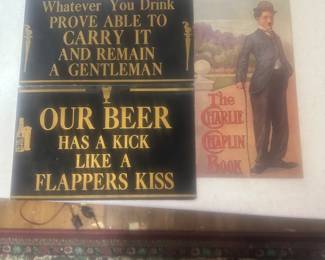 Whatever You Drink
PROVE ABLE TO
CARRY IT
AND REMAIN
A GENTLEMAN
OUR BEER
HAS A KICK
LIKE A
FLAPPERS KISS
The
CHARLIE
CHAPLIN
BOOK